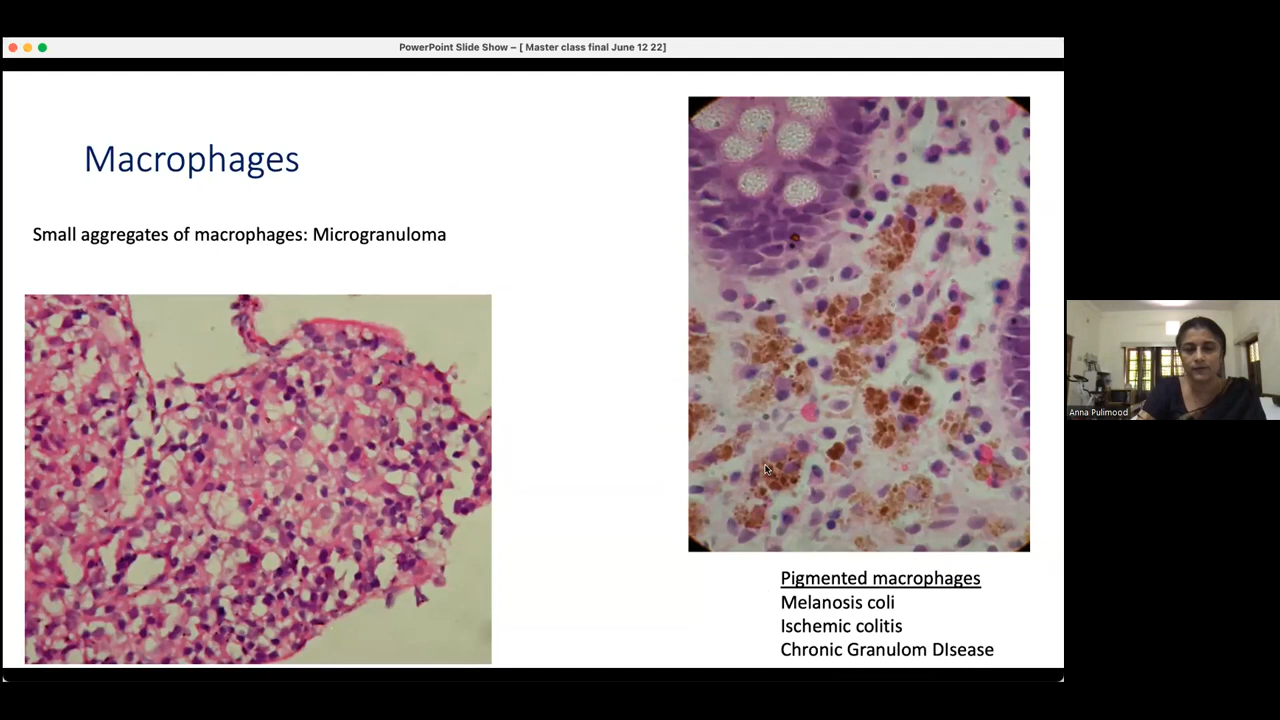 PowerPoint Slide Show – [ Master class final June 12 22]
Macrophages
Small aggregates of macrophages: Microgranuloma
Pigmented macrophages
Melanosis coli
Ischemic colitis
Chronic Granulom DIsease
Anna Pulimood